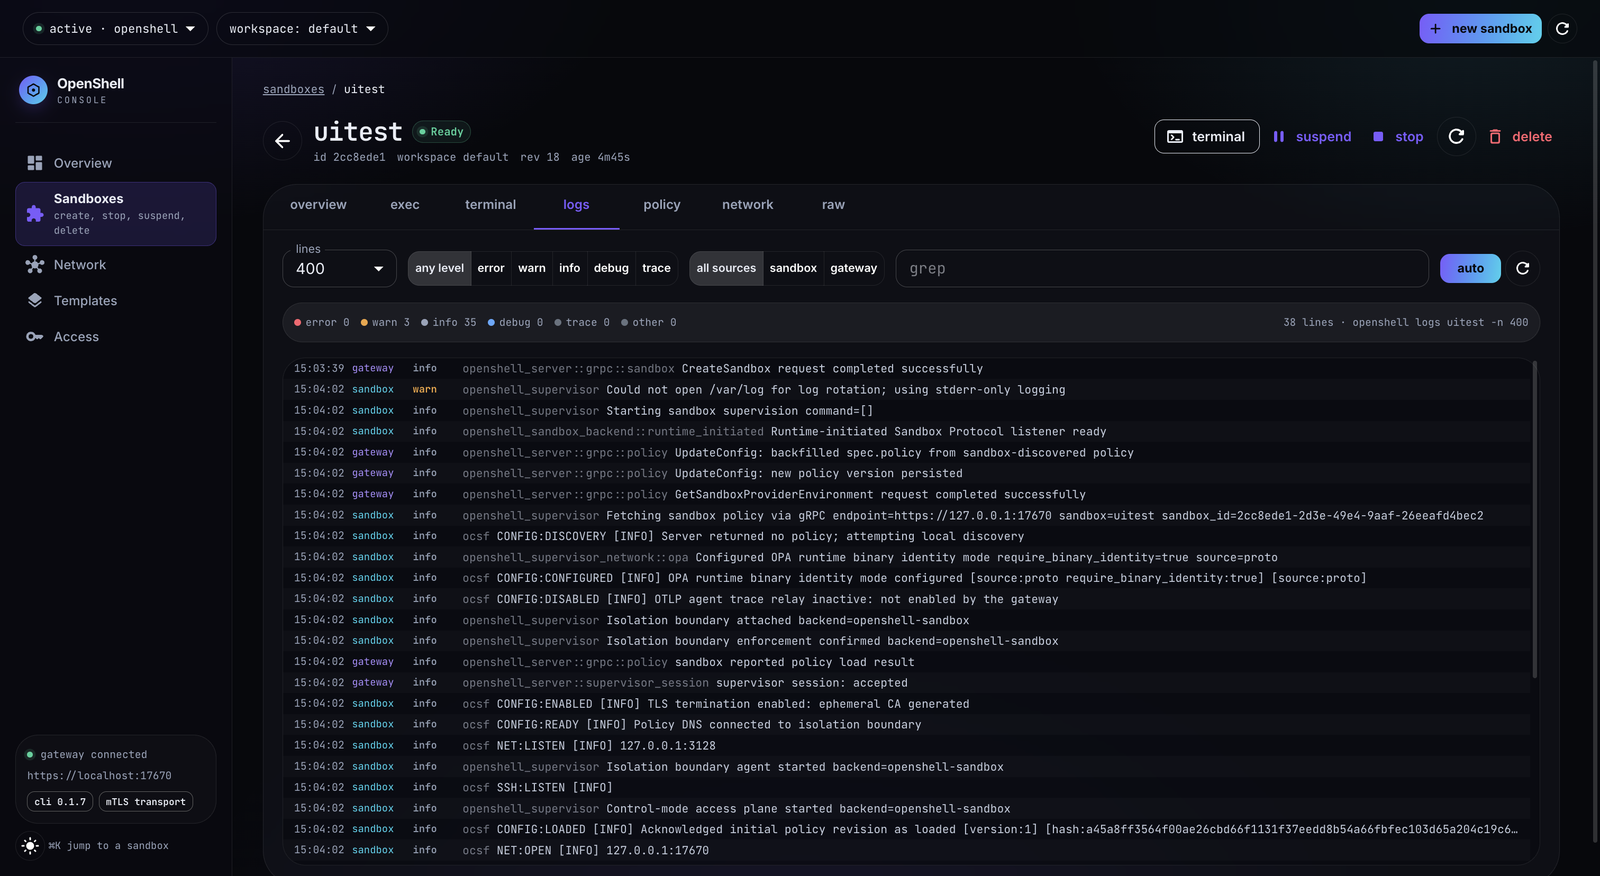 active · openshell
workspace: default
+ new sandbox
OpenShell
CONSOLE
Overview
Sandboxes
create, stop, suspend,
delete
Network
Templates
Access
gateway connected
https://localhost:17670
cli 0.1.7 mTLS transport
⌘K jump to a sandbox
sandboxes / uitest
uitest Ready
id 2cc8ede1 workspace default rev 18 age 4m45s
terminal suspend stop delete
overview exec terminal logs policy network raw
lines
400
any level error warn info debug trace
all sources sandbox gateway
grep
auto
error 0 warn 3 info 35 debug 0 trace 0 other 0
38 lines · openshell logs uitest -n 400
15:03:39 gateway info openshell_server::grpc::sandbox CreateSandbox request completed successfully
15:04:02 sandbox warn openshell_supervisor Could not open /var/log for log rotation; using stderr-only logging
15:04:02 sandbox info openshell_supervisor Starting sandbox supervision command=[]
15:04:02 sandbox info openshell_sandbox_backend::runtime_initiated Runtime-initiated Sandbox Protocol listener ready
15:04:02 gateway info openshell_server::grpc::policy UpdateConfig: backfilled spec.policy from sandbox-discovered policy
15:04:02 gateway info openshell_server::grpc::policy UpdateConfig: new policy version persisted
15:04:02 gateway info openshell_server::grpc::policy GetSandboxProviderEnvironment request completed successfully
15:04:02 sandbox info openshell_supervisor Fetching sandbox policy via gRPC endpoint=https://127.0.0.1:17670 sandbox=uitest sandbox_id=2cc8ede1-2d3e-49e4-9aaf-26eeafd4bec2
15:04:02 sandbox info ocsf CONFIG:DISCOVERY [INFO] Server returned no policy; attempting local discovery
15:04:02 sandbox info openshell_supervisor_network::opa Configured OPA runtime binary identity mode require_binary_identity=true source=proto
15:04:02 sandbox info ocsf CONFIG:CONFIGURED [INFO] OPA runtime binary identity mode configured [source:proto require_binary_identity:true] [source:proto]
15:04:02 sandbox info ocsf CONFIG:DISABLED [INFO] OTLP agent trace relay inactive: not enabled by the gateway
15:04:02 sandbox info openshell_supervisor Isolation boundary attached backend=openshell-sandbox
15:04:02 sandbox info openshell_supervisor Isolation boundary enforcement confirmed backend=openshell-sandbox
15:04:02 gateway info openshell_server::grpc::policy sandbox reported policy load result
15:04:02 gateway info openshell_server::supervisor_session supervisor session: accepted
15:04:02 sandbox info ocsf CONFIG:ENABLED [INFO] TLS termination enabled: ephemeral CA generated
15:04:02 sandbox info ocsf CONFIG:READY [INFO] Policy DNS connected to isolation boundary
15:04:02 sandbox info ocsf NET:LISTEN [INFO] 127.0.0.1:3128
15:04:02 sandbox info openshell_supervisor Isolation boundary agent started backend=openshell-sandbox
15:04:02 sandbox info ocsf SSH:LISTEN [INFO]
15:04:02 sandbox info openshell_supervisor Control-mode access plane started backend=openshell-sandbox
15:04:02 sandbox info ocsf CONFIG:LOADED [INFO] Acknowledged initial policy revision as loaded [version:1] [hash:a45a8ff3564f00ae26cbd66f1131f37eedd8b54a66fbfec103d65a204c19c6…
15:04:02 sandbox info ocsf NET:OPEN [INFO] 127.0.0.1:17670